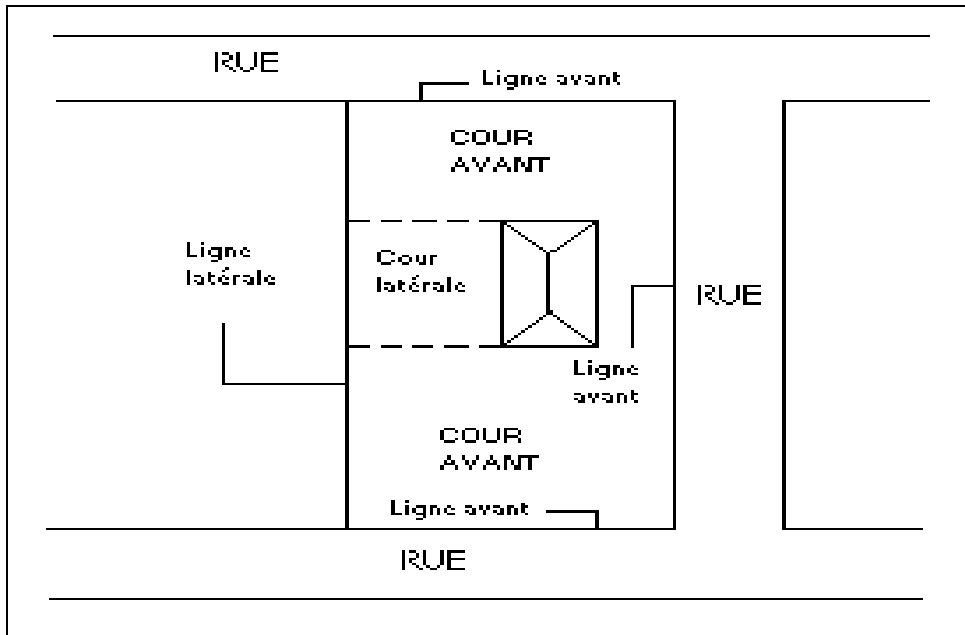 RUE
Ligne avant
COUR
AVANT
Ligne
latérale
Cour
latérale
RUE
Ligne
avant
COUR
AVANT
Ligne avant
RUE